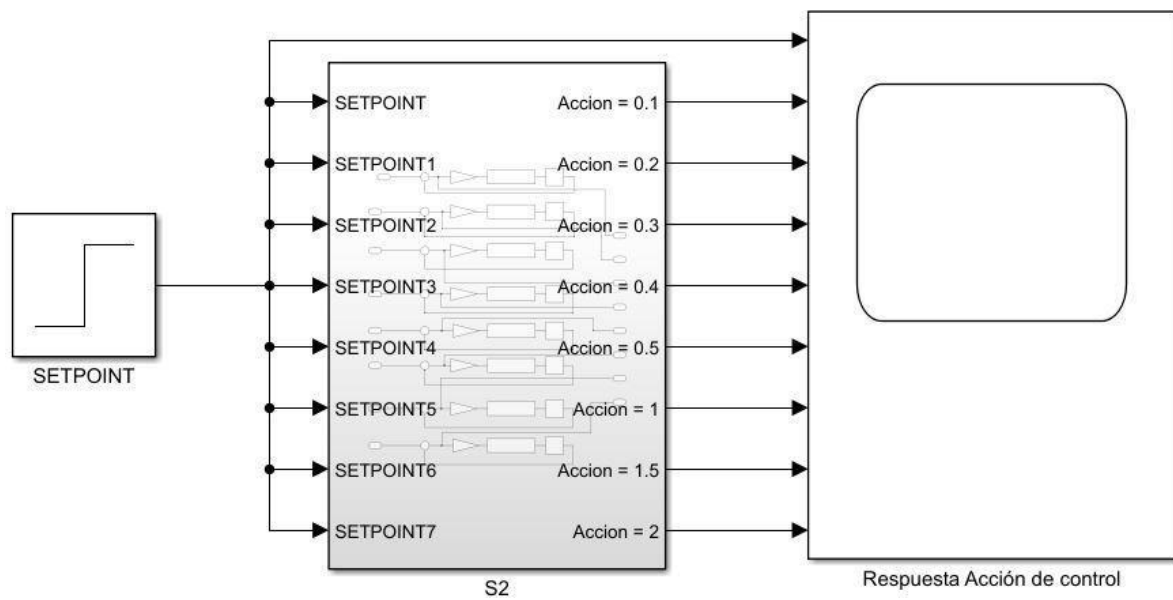 SETPOINT Accion = 0.1
SETPOINT1 Accion = 0.2
SETPOINT2 Accion = 0.3
SETPOINT3 Accion = 0.4
SETPOINT4 Accion = 0.5
SETPOINT5 Accion = 1
SETPOINT6 Accion = 1.5
SETPOINT7 Accion = 2
SETPOINT
S2
Respuesta Acción de control